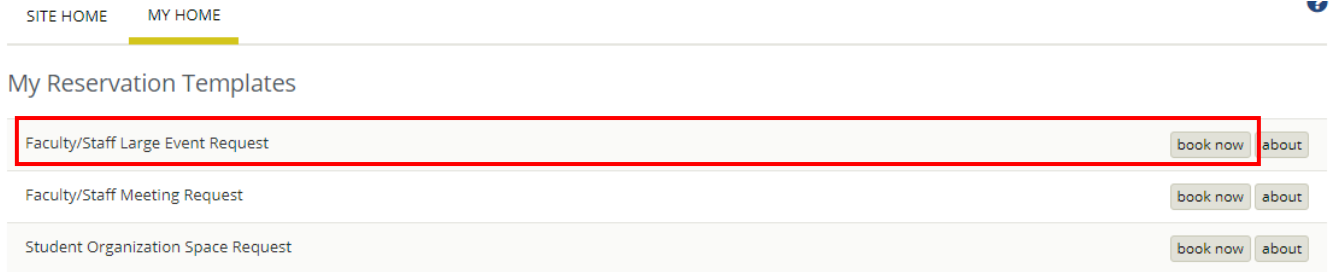 SITE HOME MY HOME ?
My Reservation Templates
Faculty/Staff Large Event Request book now about
Faculty/Staff Meeting Request book now about
Student Organization Space Request book now about